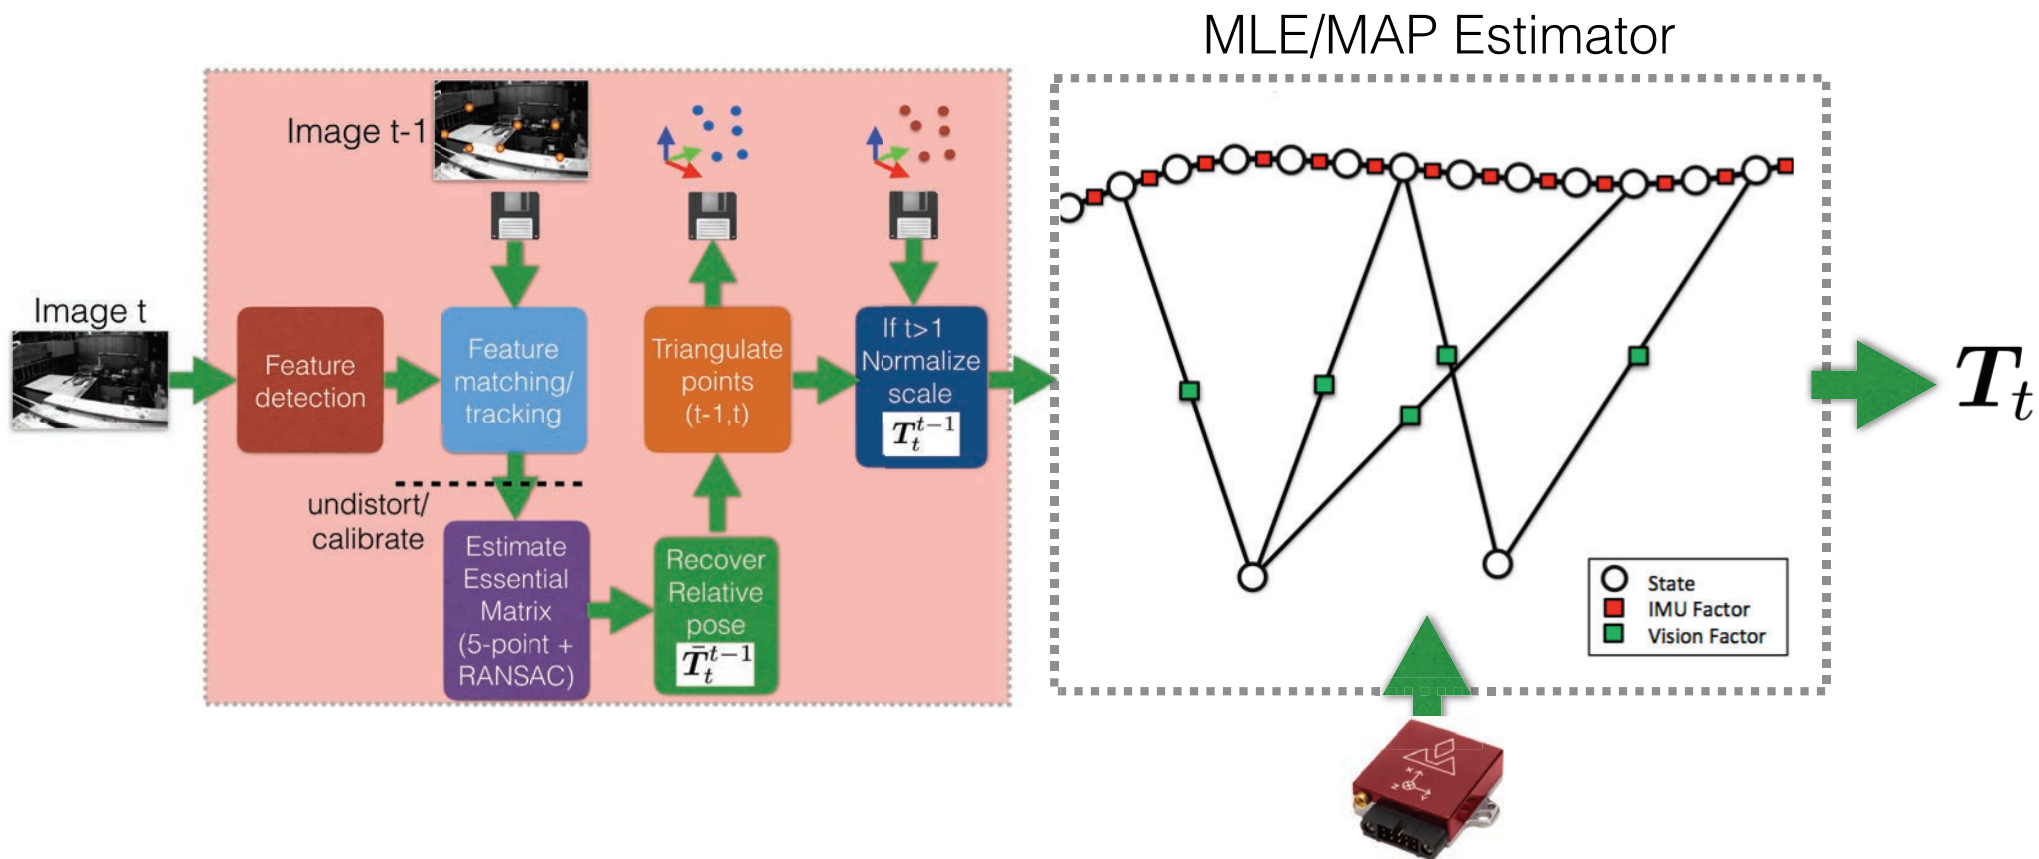 MLE/MAP Estimator
Image t-1
Image t
Feature
detection
Feature
matching/
tracking
undistort/
calibrate
Estimate
Essential
Matrix
(5-point +
RANSAC)
Recover
Relative
pose
T̄_t^{t−1}
Triangulate
points
(t-1,t)
If t>1
Normalize
scale
T_t^{t−1}
State
IMU Factor
Vision Factor
X
Z
Y
T_t